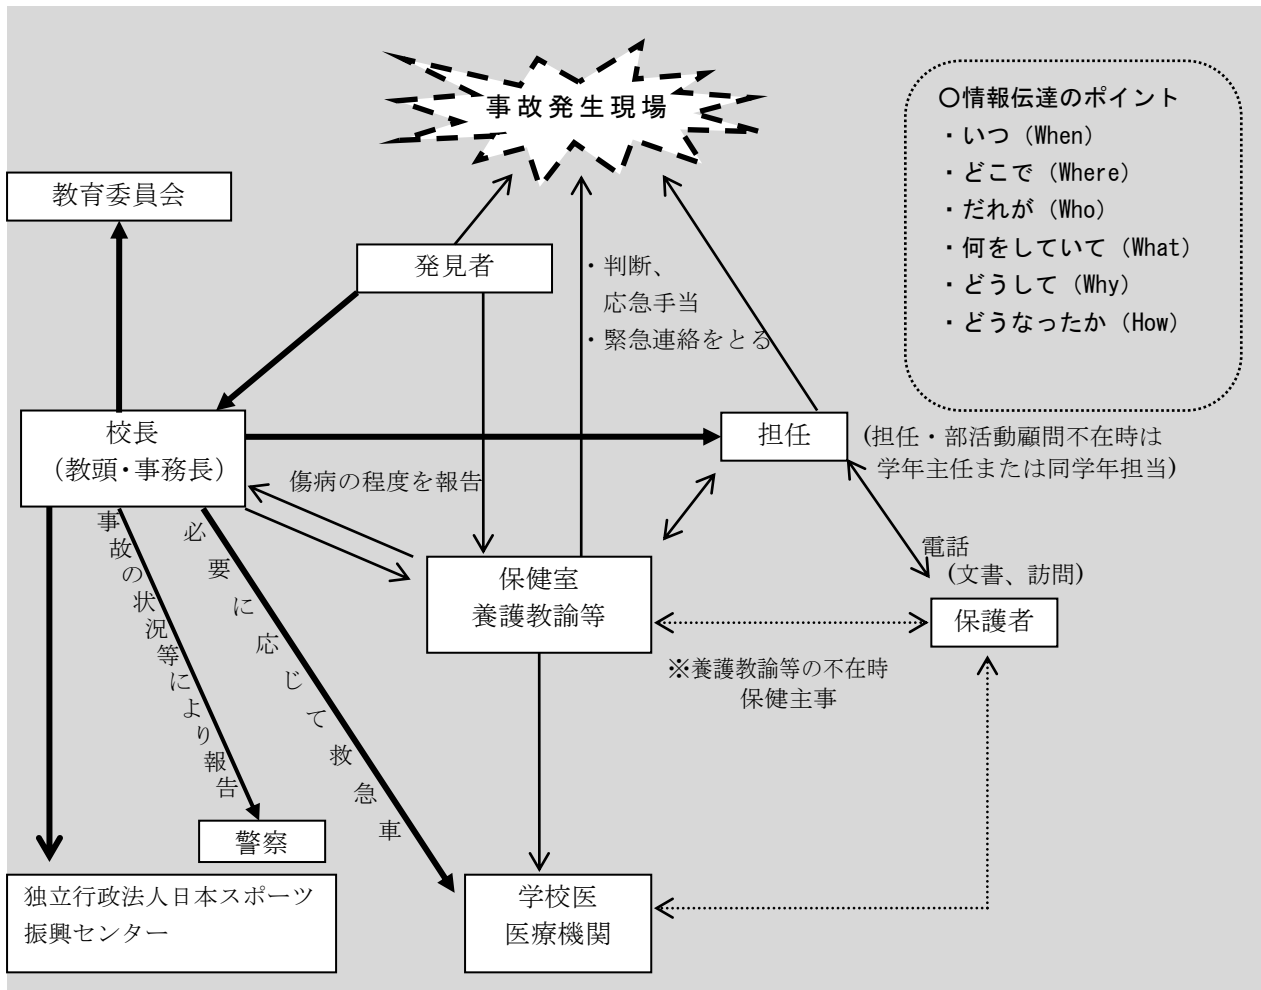 事故発生現場
〇情報伝達のポイント
・いつ（When）
・どこで（Where）
・だれが（Who）
・何をしていて（What）
・どうして（Why）
・どうなったか（How）
教育委員会
発見者
・判断、
応急手当
・緊急連絡をとる
校長
（教頭・事務長）
担任
(担任・部活動顧問不在時は
学年主任または同学年担当)
傷病の程度を報告
保健室
養護教諭等
電話
(文書、訪問)
保護者
※養護教諭等の不在時
保健主事
事故の状況等により報告
必要に応じて救急車
警察
独立行政法人日本スポーツ
振興センター
学校医
医療機関